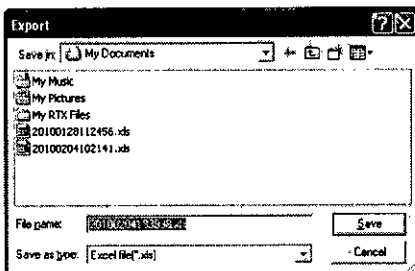 Export
Save in: My Documents
My Music
My Pictures
My RTX Files
20100128112456.xls
20100204102141.xls
File name:
Save
Save as type: Excel file(*.xls)
Cancel